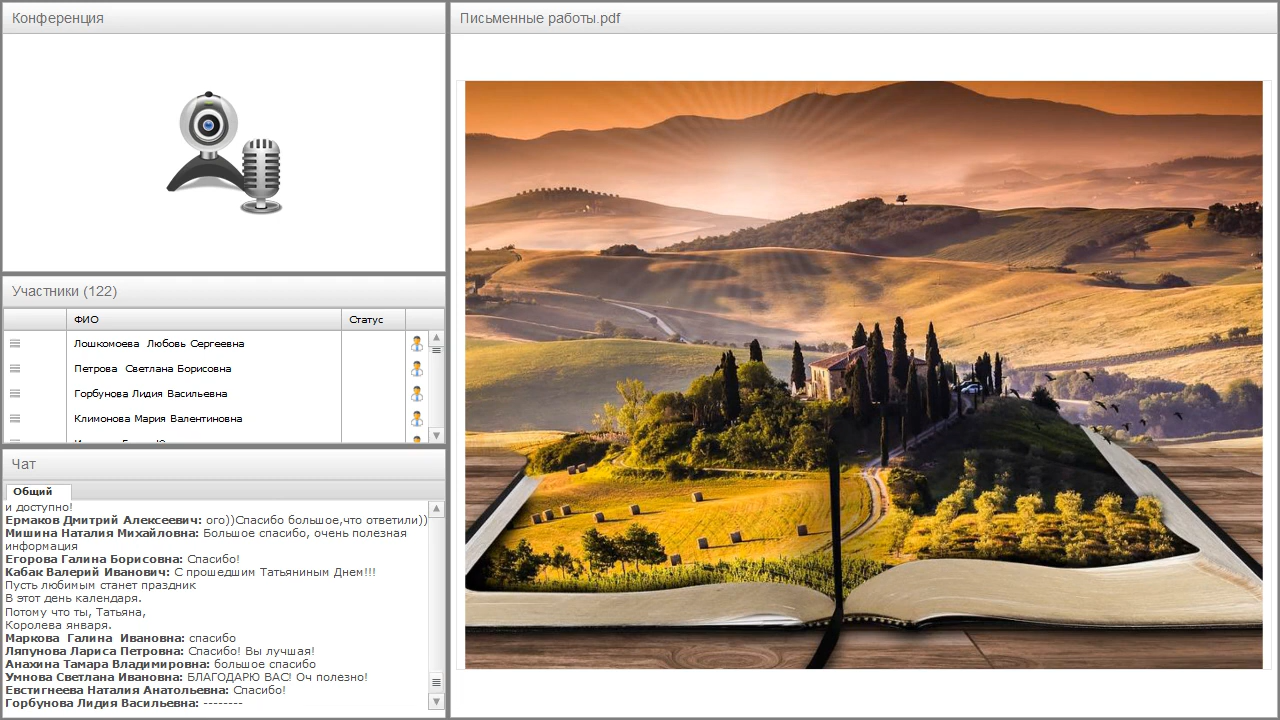 Конференция
Письменные работы.pdf
Участники (122)
ФИО
Статус
Лошкомоева  Любовь Сергеевна
Петрова  Светлана Борисовна
Горбунова Лидия Васильевна
Климонова Мария Валентиновна
Чат
Общий
и доступно!
Ермаков Дмитрий Алексеевич: ого))Спасибо большое,что ответили))
Мишина Наталия Михайловна: Большое спасибо, очень полезная
информация
Егорова Галина Борисовна: Спасибо!
Кабак Валерий Иванович: С прошедшим Татьяниным Днем!!!
Пусть любимым станет праздник
В этот день календаря.
Потому что ты, Татьяна,
Королева января.
Маркова  Галина  Ивановна: спасибо
Ляпунова Лариса Петровна: Спасибо! Вы лучшая!
Анахина Тамара Владимировна: большое спасибо
Умнова Светлана Ивановна: БЛАГОДАРЮ ВАС! Оч полезно!
Евстигнеева Наталия Анатольевна: Спасибо!
Горбунова Лидия Васильевна: --------